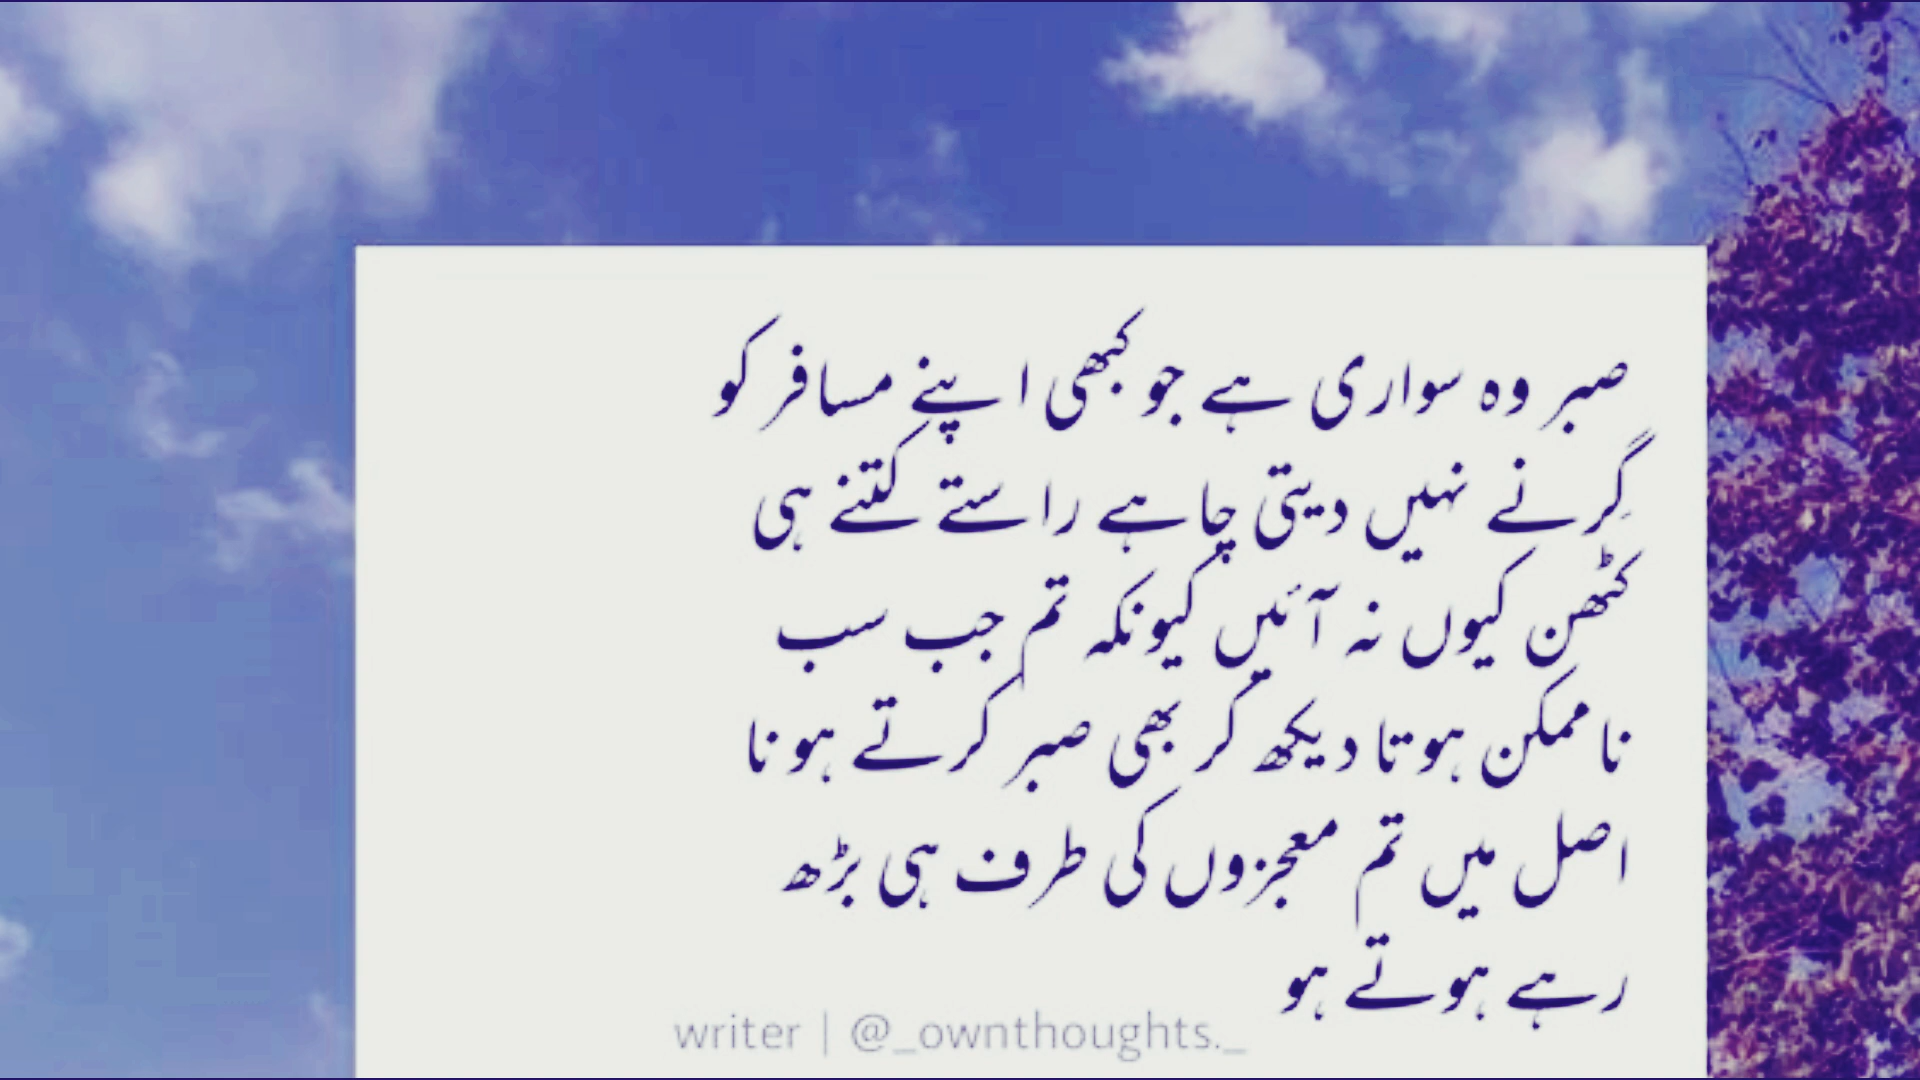 صبر وہ سواری ہے جو کبھی اپنے مسافر کو
گِرنے نہیں دیتی چاہے راستے کتنے ہی
کٹھن کیوں نہ آئیں کیونکہ تم جب سب
ناممکن ہوتا دیکھ کر بھی صبر کرتے ہو نا
اصل میں تم معجزوں کی طرف ہی بڑھ
رہے ہوتے ہو
writer | @_ownthoughts._